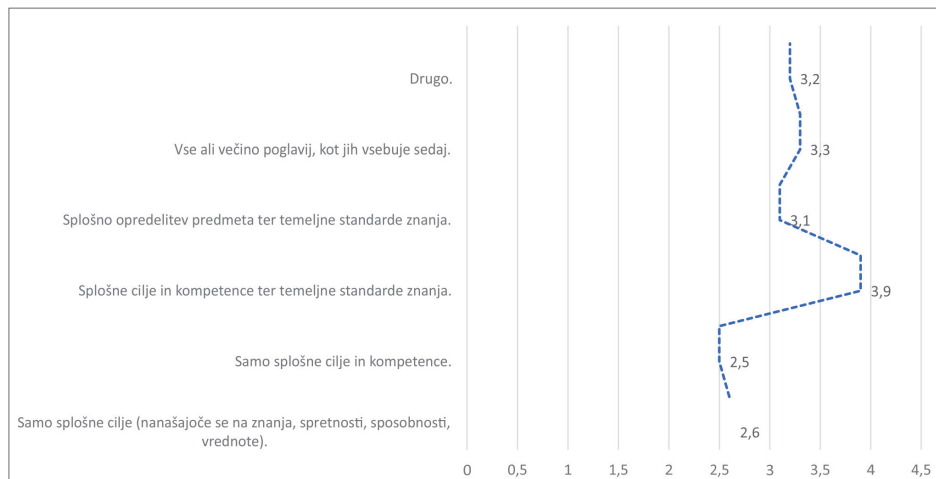 Drugo.
3,2
Vse ali večino poglavij, kot jih vsebuje sedaj.
3,3
Splošno opredelitev predmeta ter temeljne standarde znanja.
3,1
Splošne cilje in kompetence ter temeljne standarde znanja.
3,9
Samo splošne cilje in kompetence.
2,5
Samo splošne cilje (nanašajoče se na znanja, spretnosti, sposobnosti,
vrednote).
2,6
0 0,5 1 1,5 2 2,5 3 3,5 4 4,5